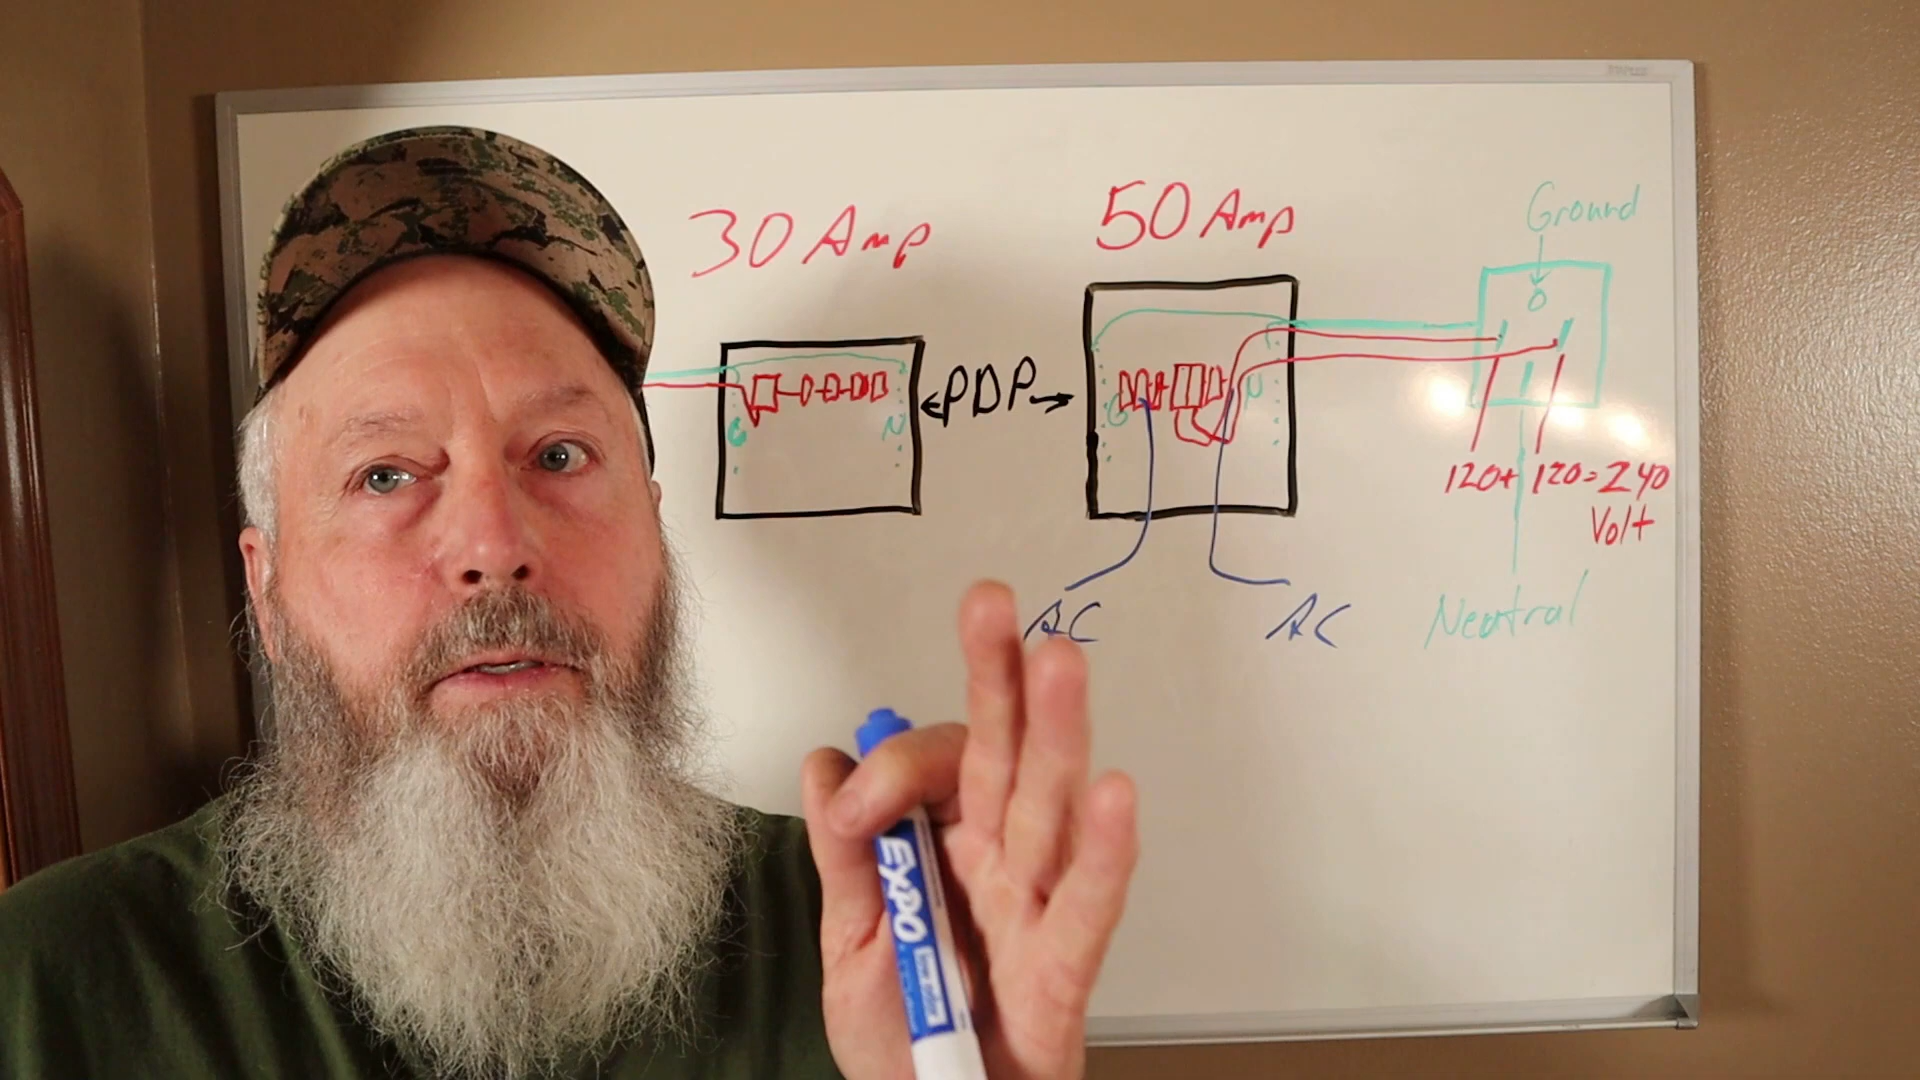 30 Amp
50 Amp
Ground
←PDP→
G
N
G
N
120+ 120=240
Volt
AC
AC
Neutral
EXPO